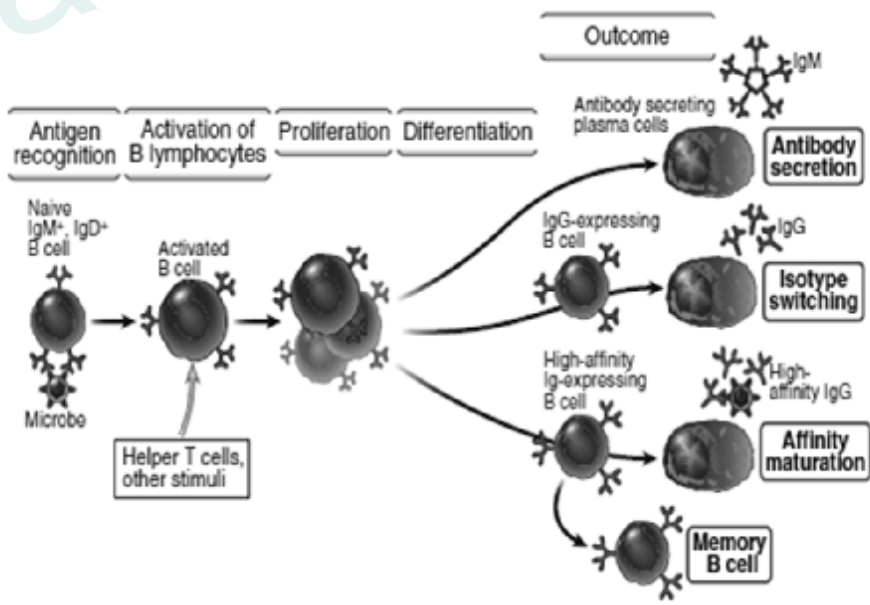 Outcome
IgM
Antibody secreting
plasma cells
Antibody
secretion
Antigen
recognition
Activation of
B lymphocytes
Proliferation
Differentiation
Naive
IgM+, IgD+
B cell
Activated
B cell
IgG-expressing
B cell
IgG
Isotype
switching
Microbe
Helper T cells,
other stimuli
High-affinity
Ig-expressing
B cell
High-
affinity IgG
Affinity
maturation
Memory
B cell